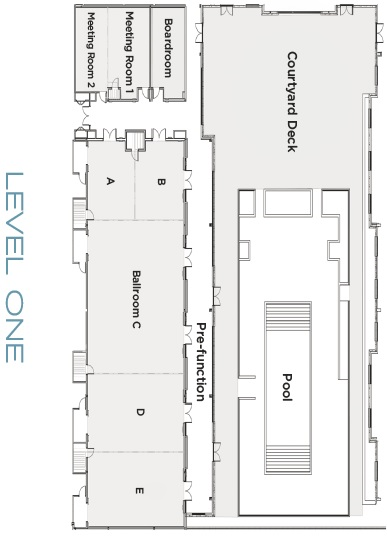 LEVEL ONE
Meeting Room 2
Meeting Room 1
Boardroom
Courtyard Deck
A
B
Ballroom C
Pre-function
Pool
D
E